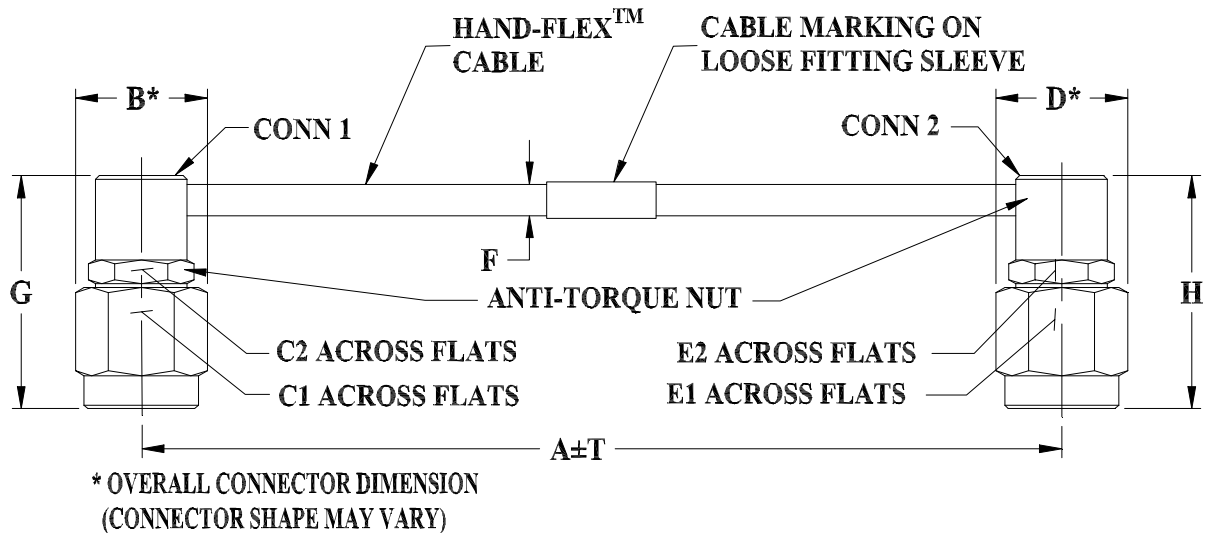 HAND-FLEX™
CABLE
CABLE MARKING ON
LOOSE FITTING SLEEVE
B*
D*
CONN 1
CONN 2
F
G
H
ANTI-TORQUE NUT
C2 ACROSS FLATS
C1 ACROSS FLATS
E2 ACROSS FLATS
E1 ACROSS FLATS
A±T
* OVERALL CONNECTOR DIMENSION
(CONNECTOR SHAPE MAY VARY)